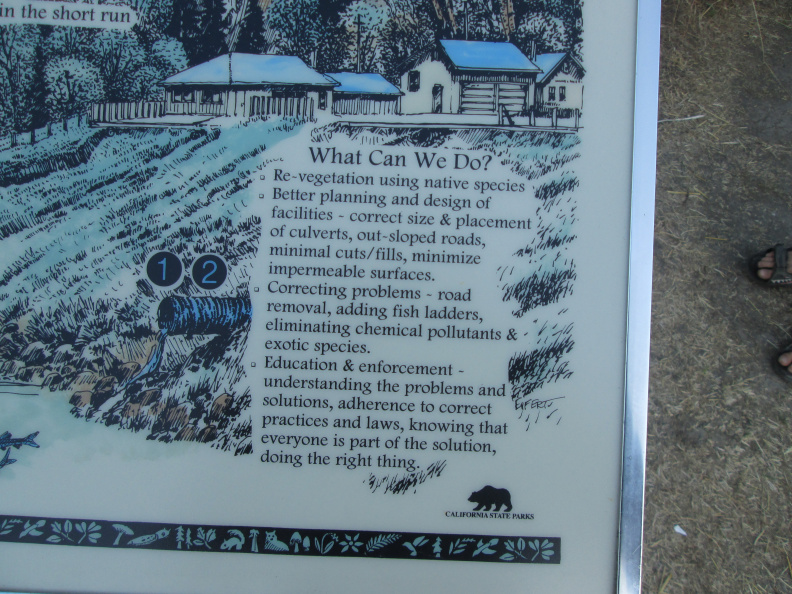 in the short run
What Can We Do?
Re-vegetation using native species
Better planning and design of
facilities - correct size & placement
of culverts, out-sloped roads,
minimal cuts/fills, minimize
impermeable surfaces.
Correcting problems - road
removal, adding fish ladders,
eliminating chemical pollutants &
exotic species.
Education & enforcement -
understanding the problems and
solutions, adherence to correct
practices and laws, knowing that
everyone is part of the solution,
doing the right thing.
1 2
CALIFORNIA STATE PARKS